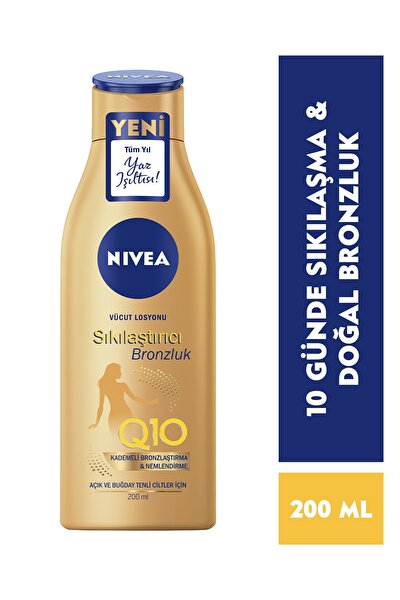 NIVEA
YENİ
Tüm Yıl
Yaz
Işıltısı!
NIVEA
VÜCUT LOSYONU
Sıkılaştırıcı
Bronzluk
Q10
KADEMELİ BRONZLAŞTIRMA
& NEMLENDİRME
AÇIK VE BUĞDAY TENLİ CİLTLER İÇİN
200 ml
10 GÜNDE SIKILAŞMA &
DOĞAL BRONZLUK
200 ML